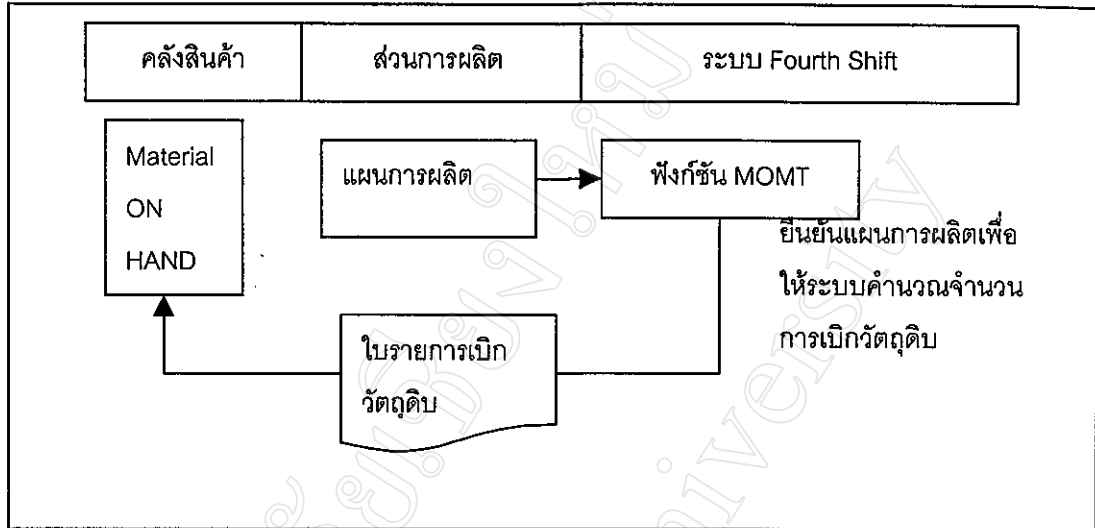 คลังสินค้า ส่วนการผลิต ระบบ Fourth Shift
Material
ON
HAND
แผนการผลิต
ฟังก์ชัน MOMT
ยืนยันแผนการผลิตเพื่อ
ให้ระบบคำนวณจำนวน
การเบิกวัตถุดิบ
ใบรายการเบิก
วัตถุดิบ
University